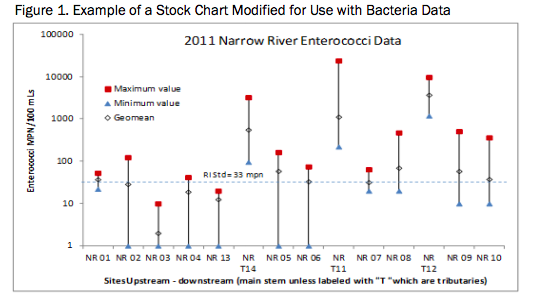 Figure 1. Example of a Stock Chart Modified for Use with Bacteria Data
2011 Narrow River Enterococci Data
100000
10000
1000
100
10
1
Enterococci MPN/100 mLs
Maximum value
Minimum value
Geomean
RI Std= 33 mpn
NR 01 NR 02 NR 03 NR 04 NR 13 NR T14 NR 05 NR 06 NR T11 NR 07 NR 08 NR T12 NR 09 NR 10
Sites Upstream - downstream (main stem unless labeled with "T "which are tributaries)